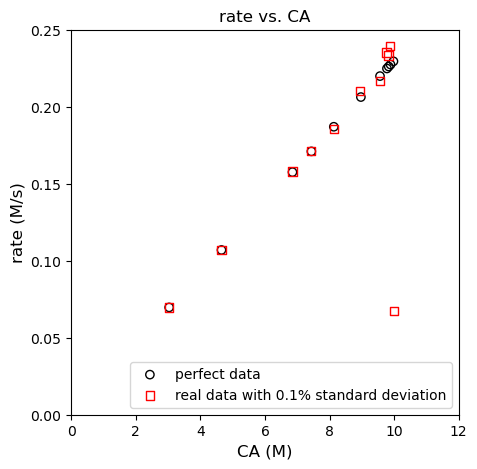 rate vs. CA
rate (M/s)
0.25
0.20
0.15
0.10
0.05
0.00
perfect data
real data with 0.1% standard deviation
0 2 4 6 8 10 12
CA (M)